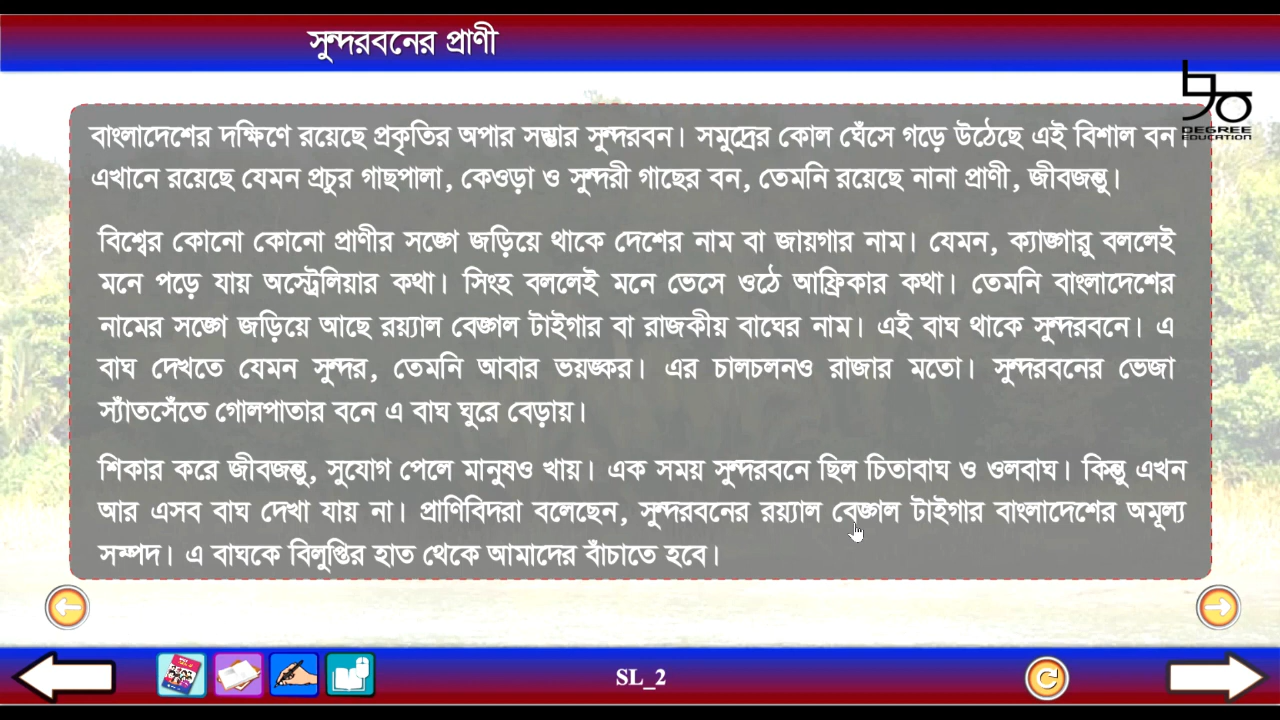 সুন্দরবনের প্রাণী
DEGREE
EDUCATION
বাংলাদেশের দক্ষিণে রয়েছে প্রকৃতির অপার সম্ভার সুন্দরবন। সমুদ্রের কোল ঘেঁসে গড়ে উঠেছে এই বিশাল বন।
এখানে রয়েছে যেমন প্রচুর গাছপালা, কেওড়া ও সুন্দরী গাছের বন, তেমনি রয়েছে নানা প্রাণী, জীবজন্তু।
বিশ্বের কোনো কোনো প্রাণীর সঙ্গে জড়িয়ে থাকে দেশের নাম বা জায়গার নাম। যেমন, ক্যাঙ্গারু বললেই
মনে পড়ে যায় অস্ট্রেলিয়ার কথা। সিংহ বললেই মনে ভেসে ওঠে আফ্রিকার কথা। তেমনি বাংলাদেশের
নামের সঙ্গে জড়িয়ে আছে রয়্যাল বেঙ্গল টাইগার বা রাজকীয় বাঘের নাম। এই বাঘ থাকে সুন্দরবনে। এ
বাঘ দেখতে যেমন সুন্দর, তেমনি আবার ভয়ঙ্কর। এর চালচলনও রাজার মতো। সুন্দরবনের ভেজা
স্যাঁতসেঁতে গোলপাতার বনে এ বাঘ ঘুরে বেড়ায়।
শিকার করে জীবজন্তু, সুযোগ পেলে মানুষও খায়। এক সময় সুন্দরবনে ছিল চিতাবাঘ ও ওলবাঘ। কিন্তু এখন
আর এসব বাঘ দেখা যায় না। প্রাণিবিদরা বলেছেন, সুন্দরবনের রয়্যাল বেঙ্গল টাইগার বাংলাদেশের অমূল্য
সম্পদ। এ বাঘকে বিলুপ্তির হাত থেকে আমাদের বাঁচাতে হবে।
SL_2